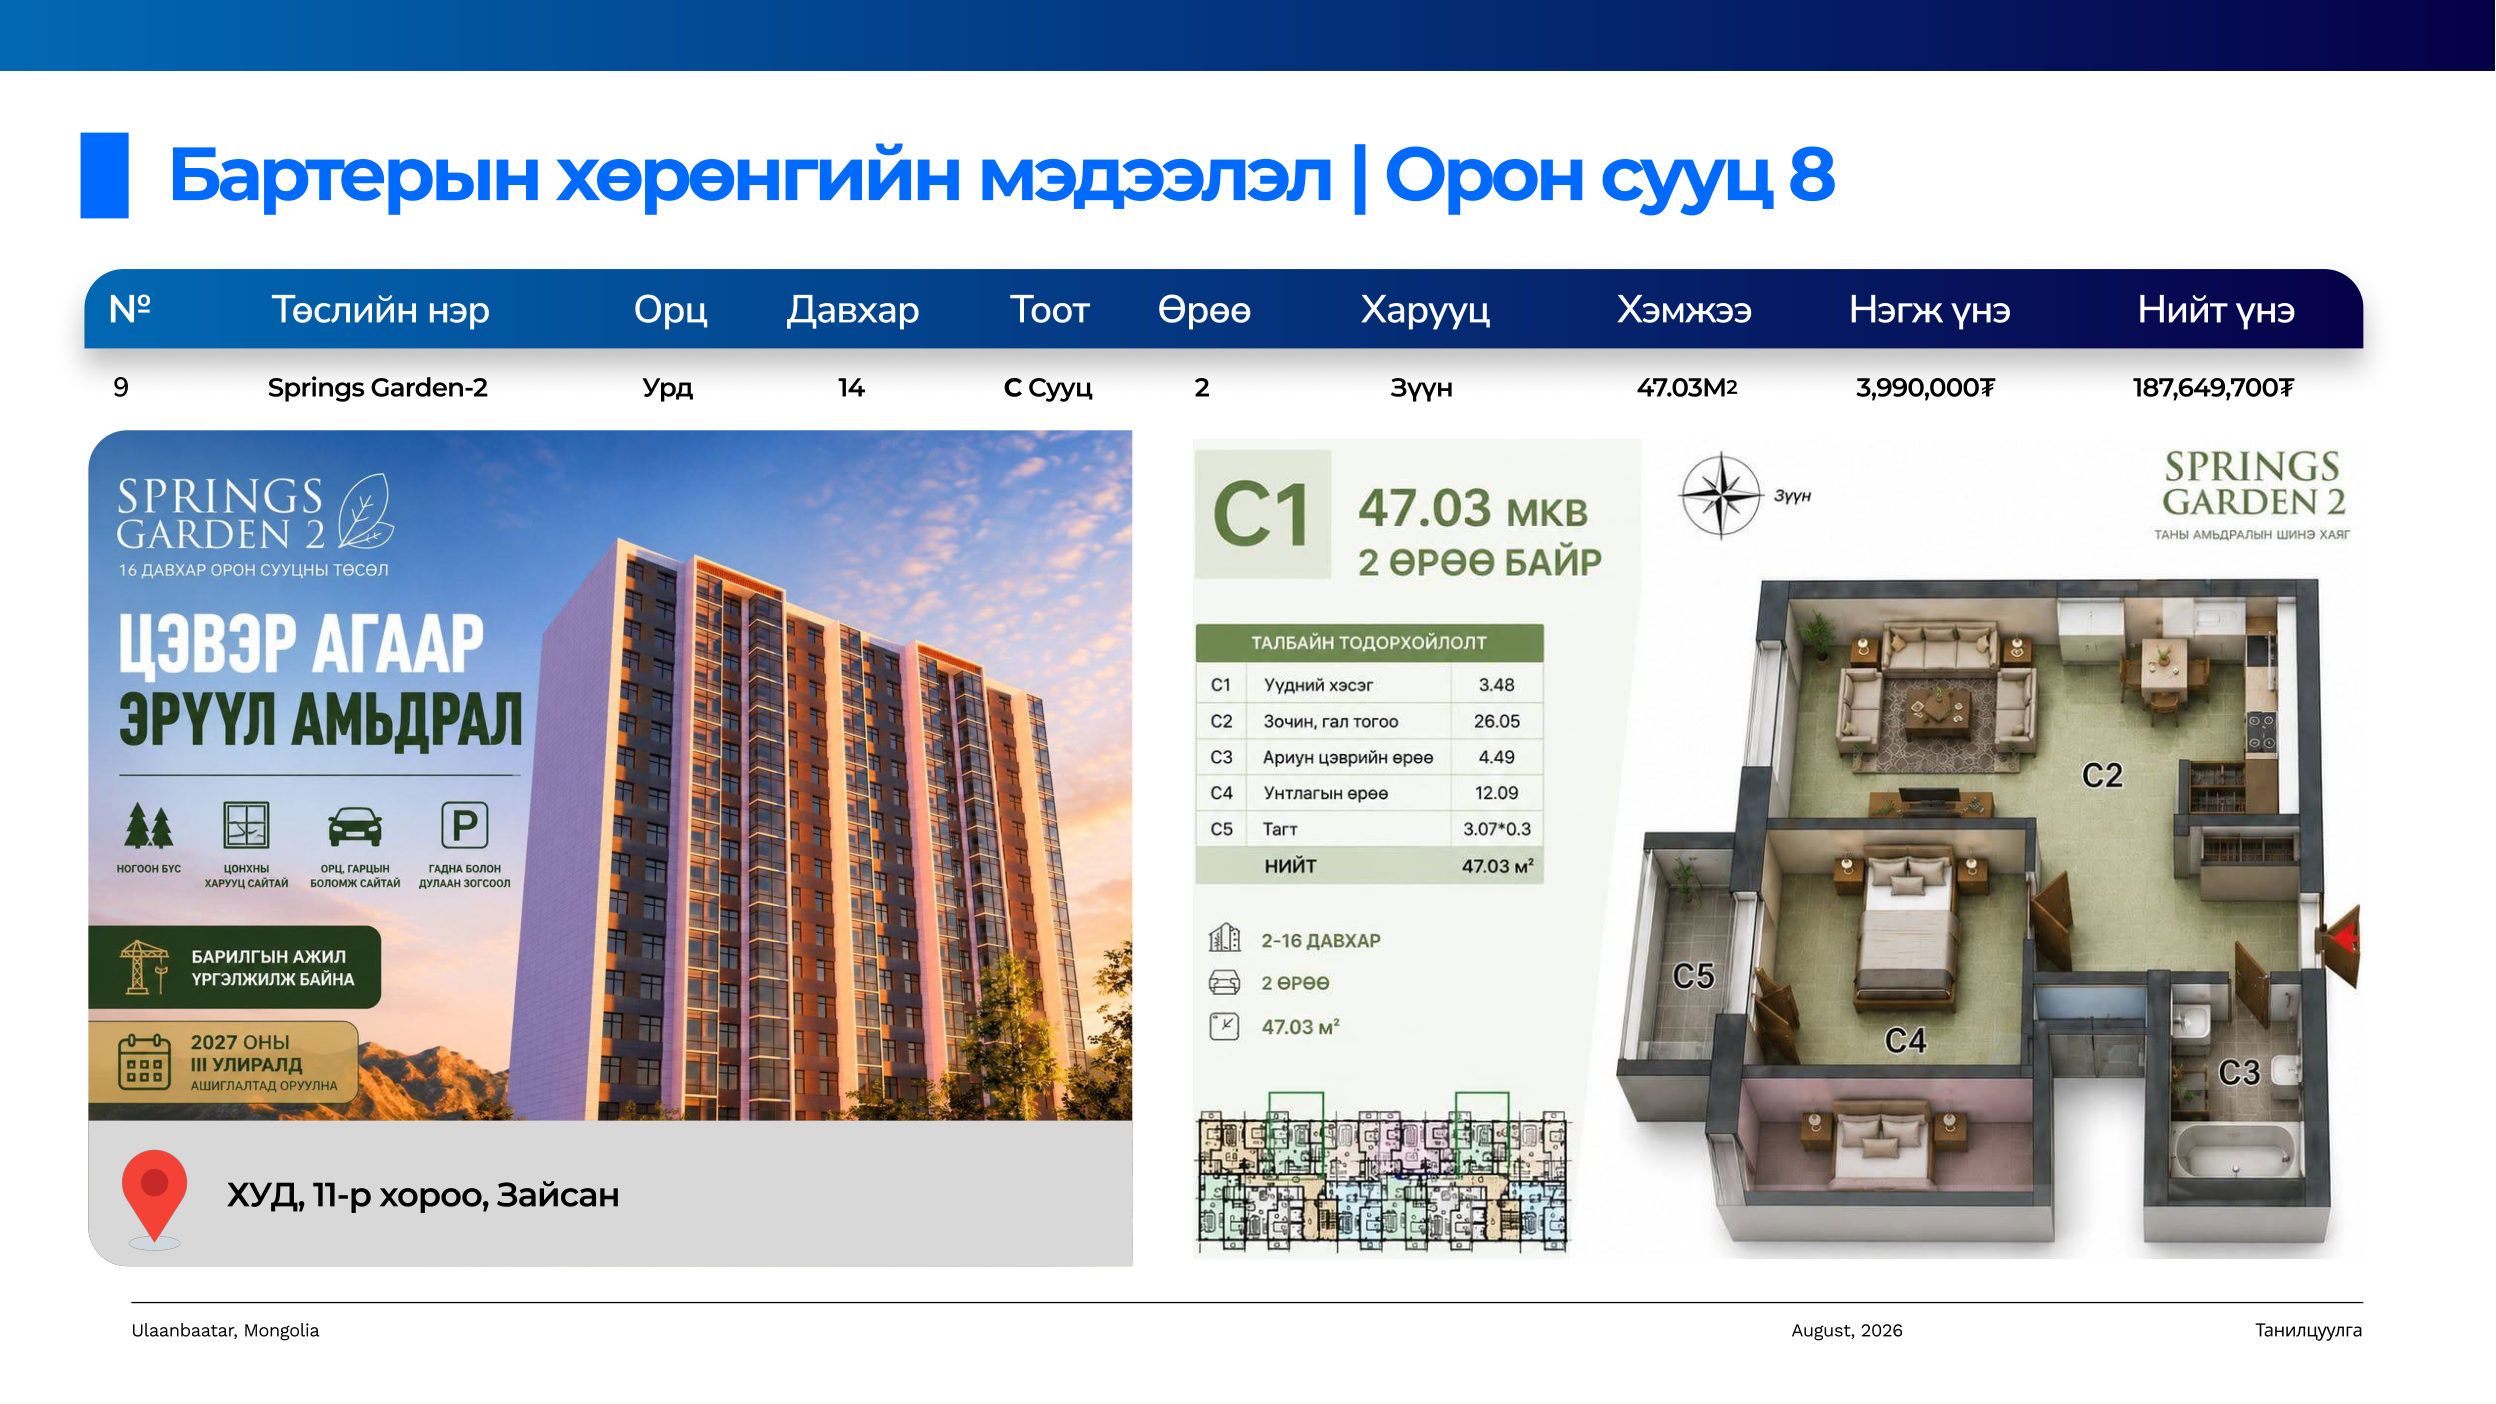 Бартерын хөрөнгийн мэдээлэл | Орон сууц 8
№ Төслийн нэр Орц Давхар Тоот Өрөө Харууц Хэмжээ Нэгж үнэ Нийт үнэ
9 Springs Garden-2 Урд 14 С Сууц 2 Зүүн 47.03М2 3,990,000₮ 187,649,700₮
SPRINGS
GARDEN 2
16 ДАВХАР ОРОН СУУЦНЫ ТӨСӨЛ
ЦЭВЭР АГААР
ЭРҮҮЛ АМЬДРАЛ
НОГООН БҮС
ЦОНХНЫ
ХАРУУЦ САЙТАЙ
ОРЦ, ГАРЦЫН
БОЛОМЖ САЙТАЙ
P
ГАДНА БОЛОН
ДУЛААН ЗОГСООЛ
БАРИЛГЫН АЖИЛ
ҮРГЭЛЖИЛЖ БАЙНА
2027 ОНЫ
III УЛИРАЛД
АШИГЛАЛТАД ОРУУЛНА
ХУД, 11-р хороо, Зайсан
C1
47.03 МКВ
2 ӨРӨӨ БАЙР
ТАЛБАЙН ТОДОРХОЙЛОЛТ
C1 Үүдний хэсэг 3.48
C2 Зочин, гал тогоо 26.05
C3 Ариун цэврийн өрөө 4.49
C4 Унтлагын өрөө 12.09
C5 Тагт 3.07*0.3
НИЙТ 47.03 м²
2-16 ДАВХАР
2 ӨРӨӨ
47.03 м²
Зүүн
SPRINGS
GARDEN 2
ТАНЫ АМЬДРАЛЫН ШИНЭ ХАЯГ
C2
C5
C4
C3
Ulaanbaatar, Mongolia
August, 2026
Танилцуулга